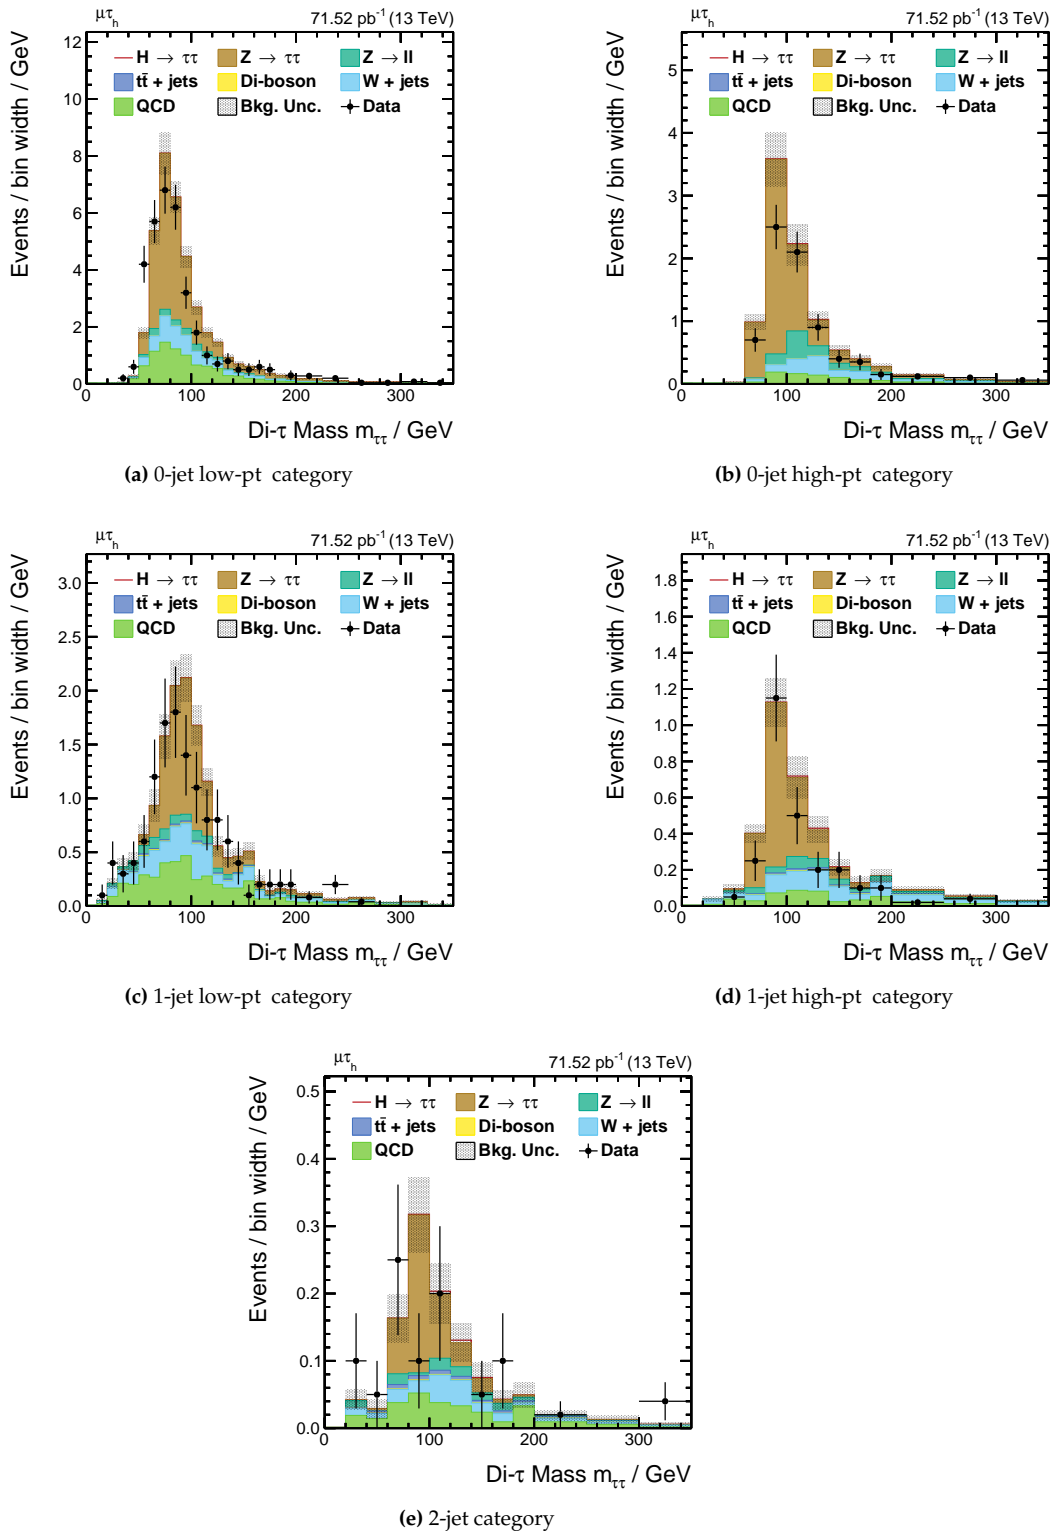 μτh 71.52 pb-1 (13 TeV)
Events / bin width / GeV
H → ττ Z → ττ Z → ll
tt̄ + jets Di-boson W + jets
QCD Bkg. Unc. Data
0 2 4 6 8 10 12
0 100 200 300
Di-τ Mass mττ / GeV
(a) 0-jet low-pt category
μτh 71.52 pb-1 (13 TeV)
Events / bin width / GeV
H → ττ Z → ττ Z → ll
tt̄ + jets Di-boson W + jets
QCD Bkg. Unc. Data
0 1 2 3 4 5
0 100 200 300
Di-τ Mass mττ / GeV
(b) 0-jet high-pt category
μτh 71.52 pb-1 (13 TeV)
Events / bin width / GeV
H → ττ Z → ττ Z → ll
tt̄ + jets Di-boson W + jets
QCD Bkg. Unc. Data
0.0 0.5 1.0 1.5 2.0 2.5 3.0
0 100 200 300
Di-τ Mass mττ / GeV
(c) 1-jet low-pt category
μτh 71.52 pb-1 (13 TeV)
Events / bin width / GeV
H → ττ Z → ττ Z → ll
tt̄ + jets Di-boson W + jets
QCD Bkg. Unc. Data
0.0 0.2 0.4 0.6 0.8 1.0 1.2 1.4 1.6 1.8
0 100 200 300
Di-τ Mass mττ / GeV
(d) 1-jet high-pt category
μτh 71.52 pb-1 (13 TeV)
Events / bin width / GeV
H → ττ Z → ττ Z → ll
tt̄ + jets Di-boson W + jets
QCD Bkg. Unc. Data
0.0 0.1 0.2 0.3 0.4 0.5
0 100 200 300
Di-τ Mass mττ / GeV
(e) 2-jet category